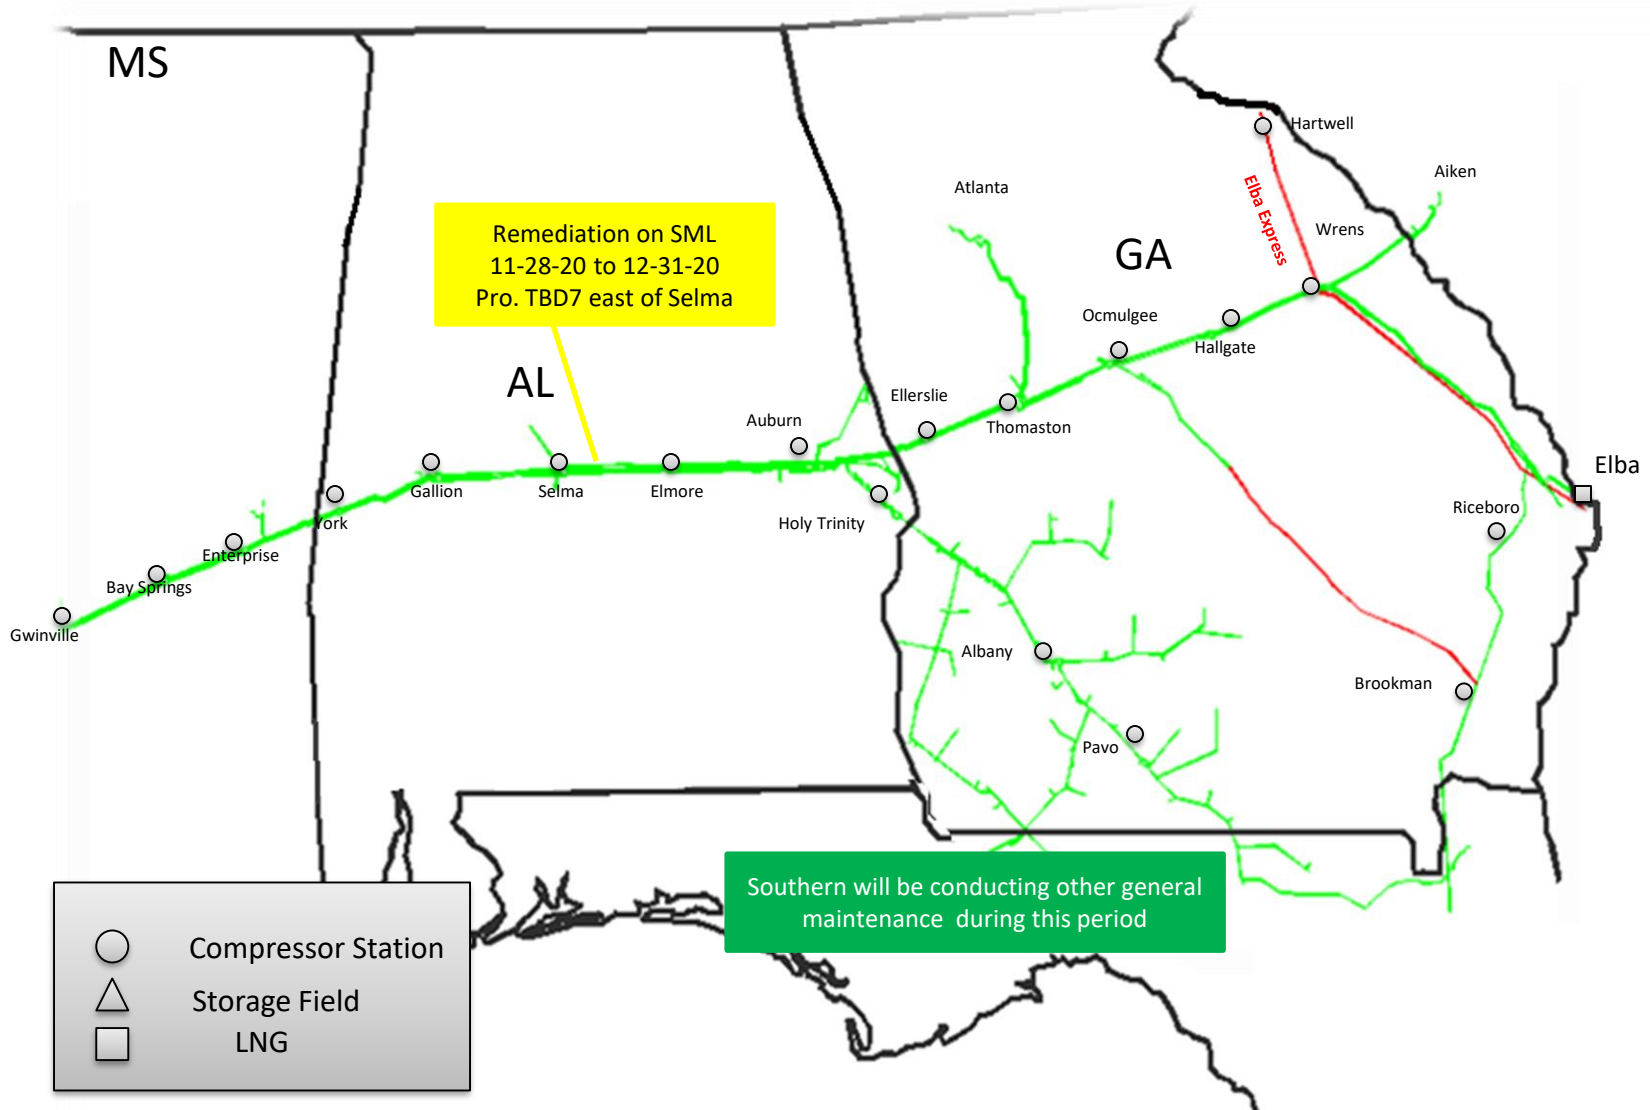 MS
Hartwell
Aiken
Atlanta
Elba Express
Wrens
Remediation on SML
11-28-20 to 12-31-20
Pro. TBD7 east of Selma
GA
Ocmulgee
Hallgate
AL
Ellerslie
Auburn
Thomaston
Elba
Gallion
Selma
Elmore
Riceboro
York
Holy Trinity
Enterprise
Bay Springs
Gwinville
Albany
Brookman
Pavo
Southern will be conducting other general
maintenance during this period
Compressor Station
Storage Field
LNG